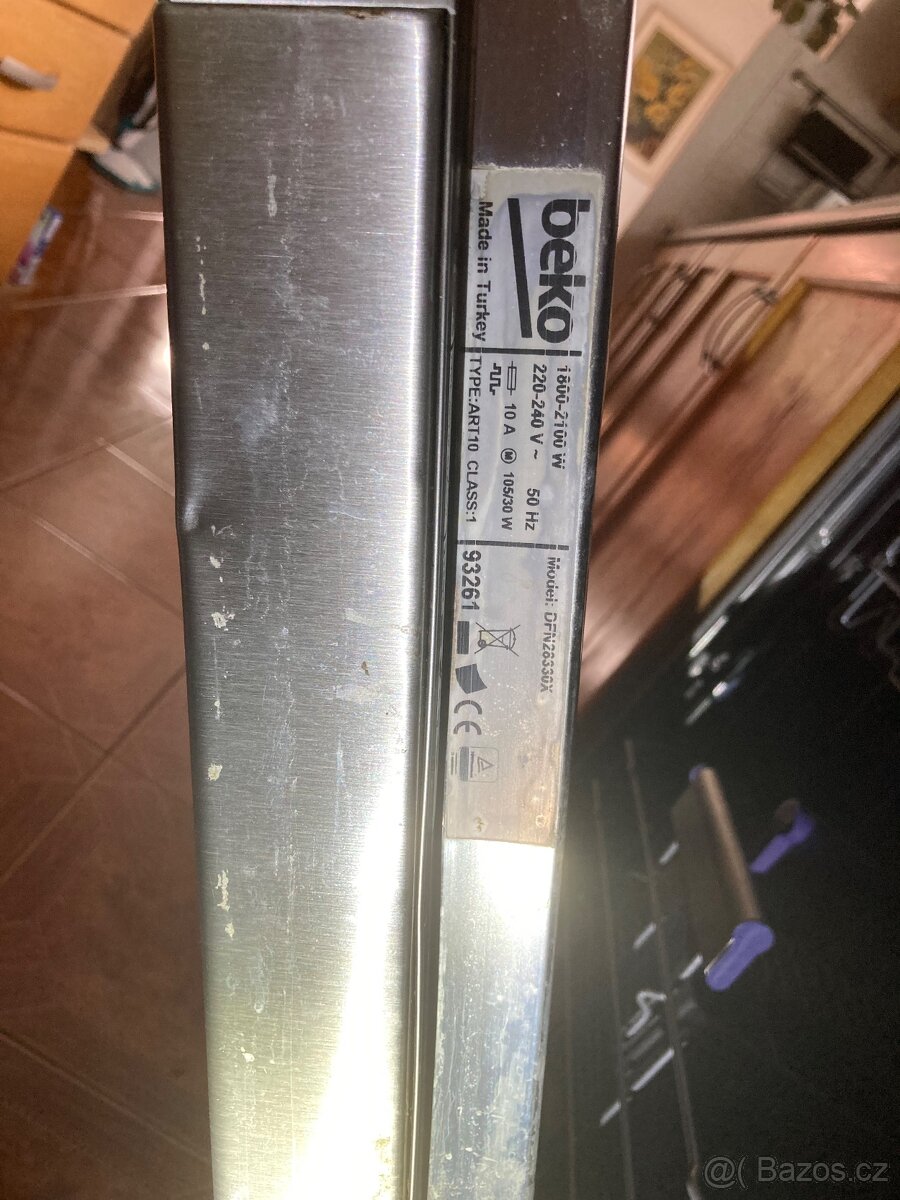 beko
Made in Turkey
1800-2100 W
220-240 V ~ 50 Hz
10 A M 105/30 W
TYPE:ART10 CLASS:1
Model: DFN28330X
93261
CE
@( Bazos.cz